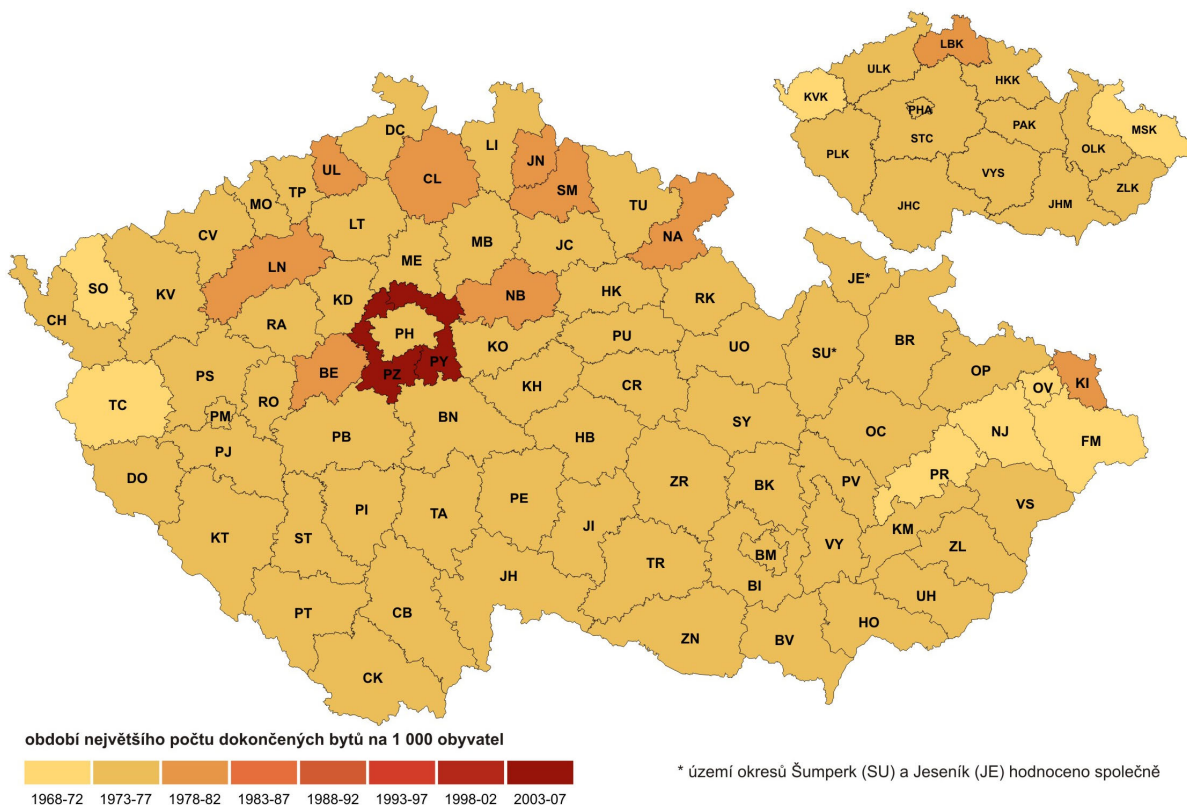 LBK
ULK
HKK
KVK
PHA
PAK
MSK
STC
OLK
PLK
VYS
ZLK
JHC
JHM
DC
LI
UL
JN
CL
SM
TP
MO
TU
LT
CV
MB
JC
NA
ME
LN
SO
KV
JE*
KD
NB
HK
RK
CH
RA
PH
PU
BR
KO
UO
SU*
PY
BE
PZ
OP
PS
KI
OV
KH
CR
TC
RO
PM
BN
SY
NJ
OC
PB
HB
FM
PJ
DO
PR
ZR
BK
PV
PE
VS
PI
TA
KT
ST
JI
KM
VY
ZL
BM
TR
JH
BI
UH
PT
CB
HO
ZN
BV
CK
období největšího počtu dokončených bytů na 1 000 obyvatel
* území okresů Šumperk (SU) a Jeseník (JE) hodnoceno společně
1968-72 1973-77 1978-82 1983-87 1988-92 1993-97 1998-02 2003-07